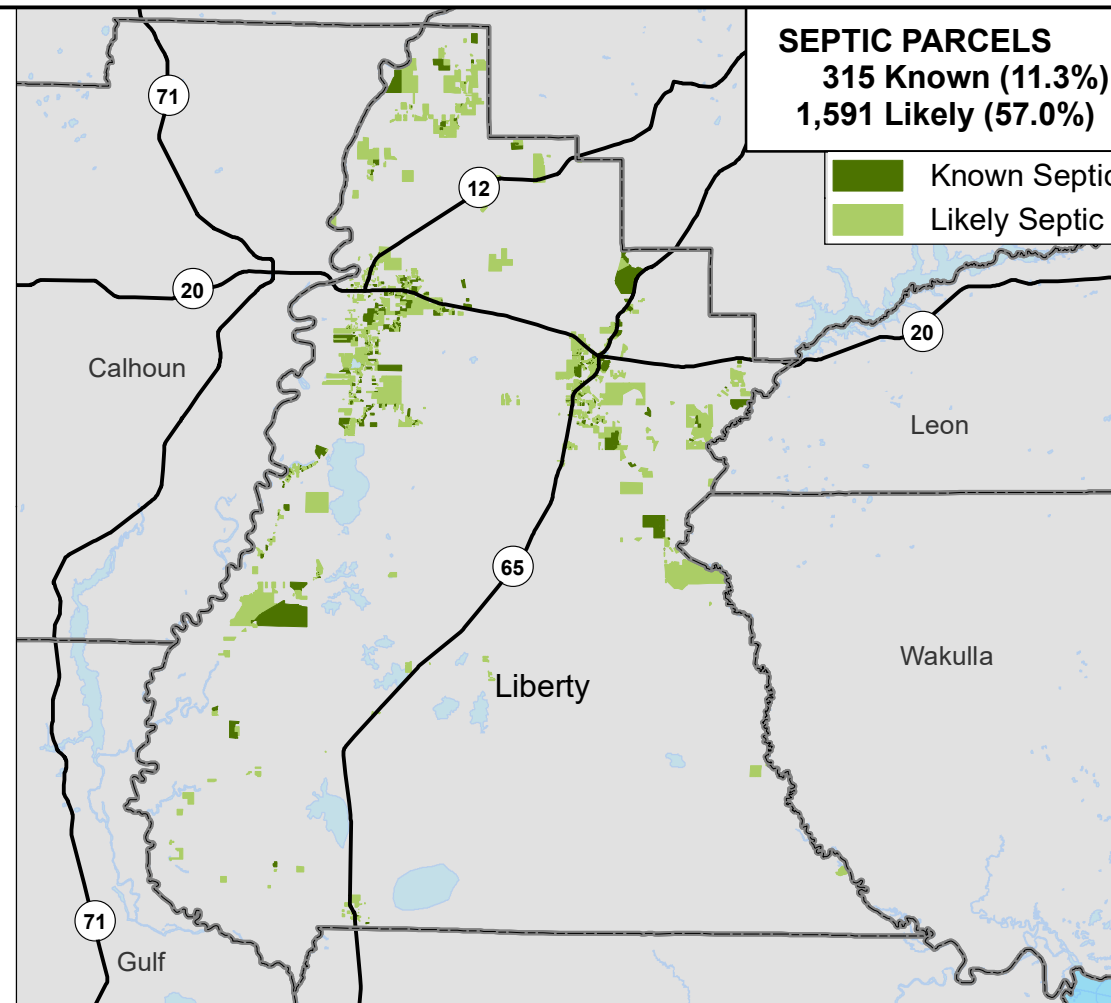 SEPTIC PARCELS
315 Known (11.3%)
1,591 Likely (57.0%)
Known Septic
Likely Septic
71
12
20
20
Calhoun
Leon
65
Wakulla
Liberty
71
Gulf